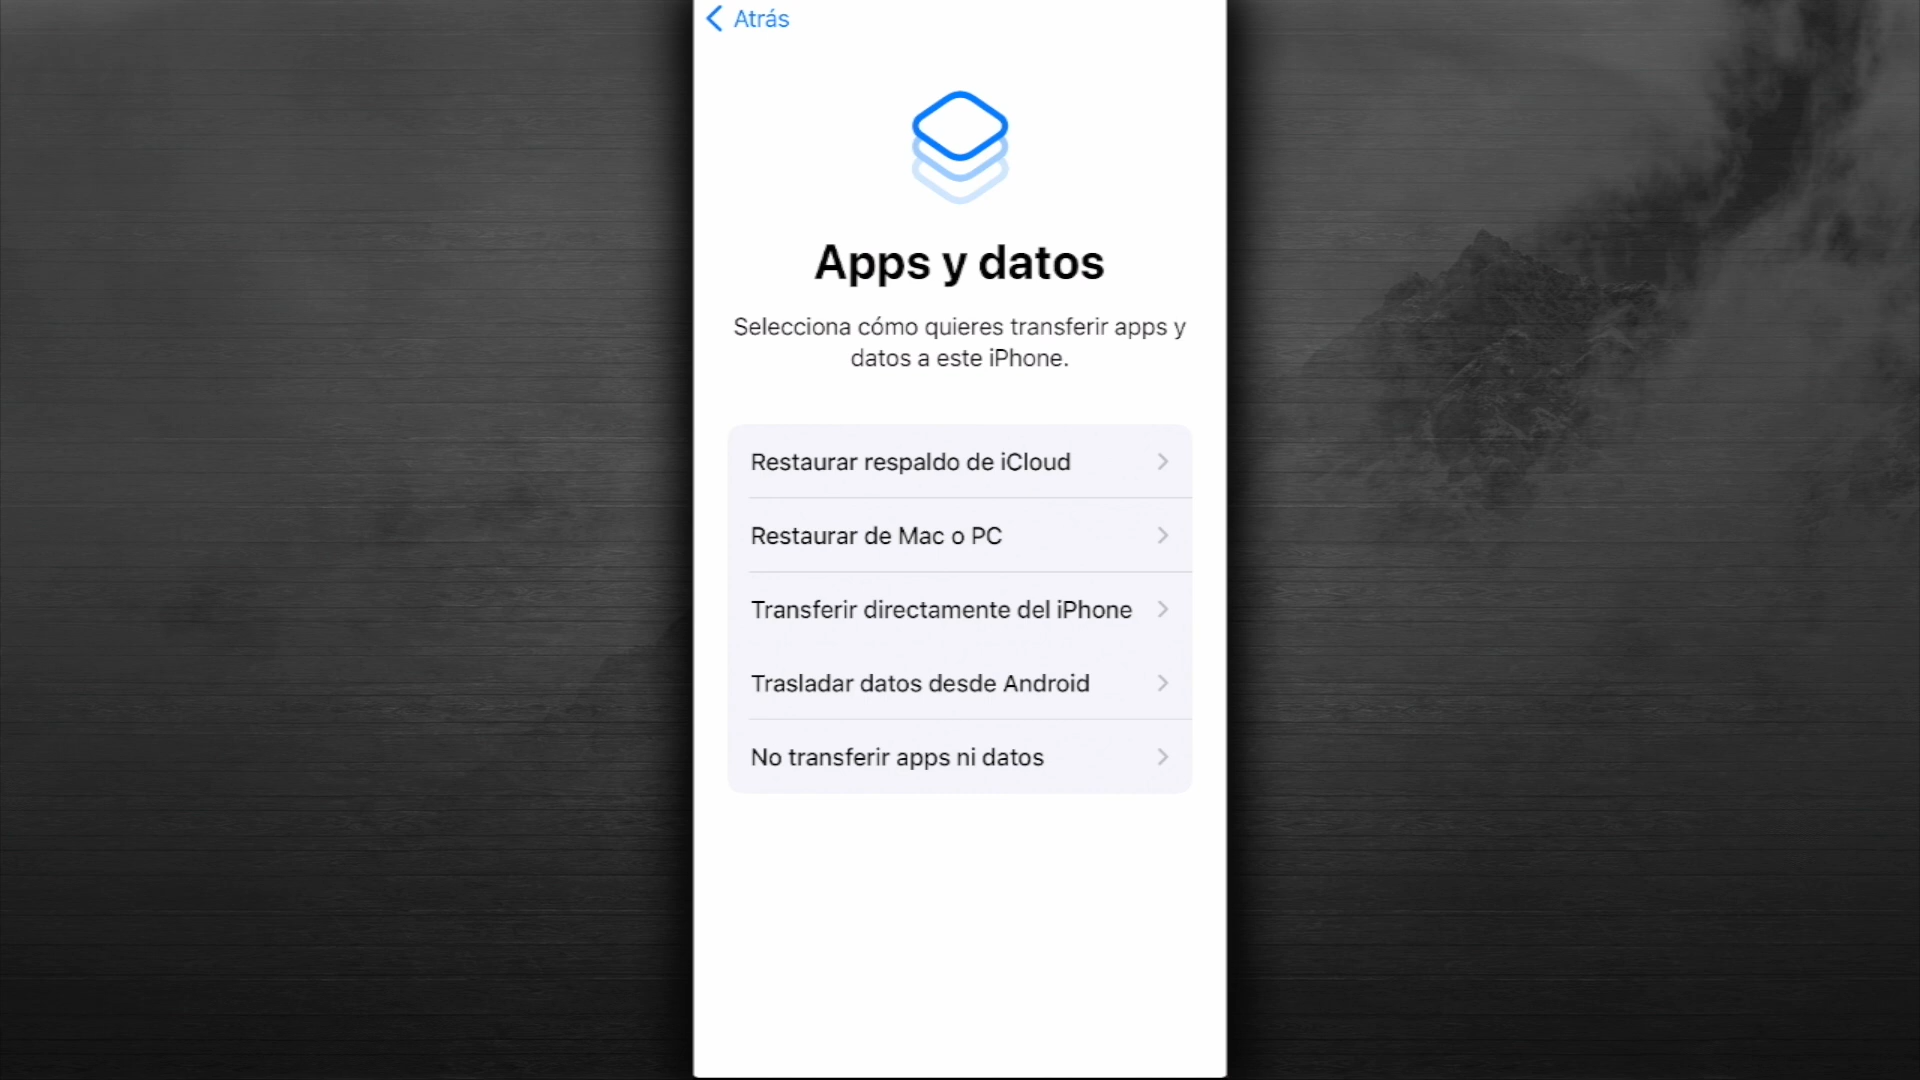 Atrás
Apps y datos
Selecciona cómo quieres transferir apps y
datos a este iPhone.
Restaurar respaldo de iCloud
Restaurar de Mac o PC
Transferir directamente del iPhone
Trasladar datos desde Android
No transferir apps ni datos